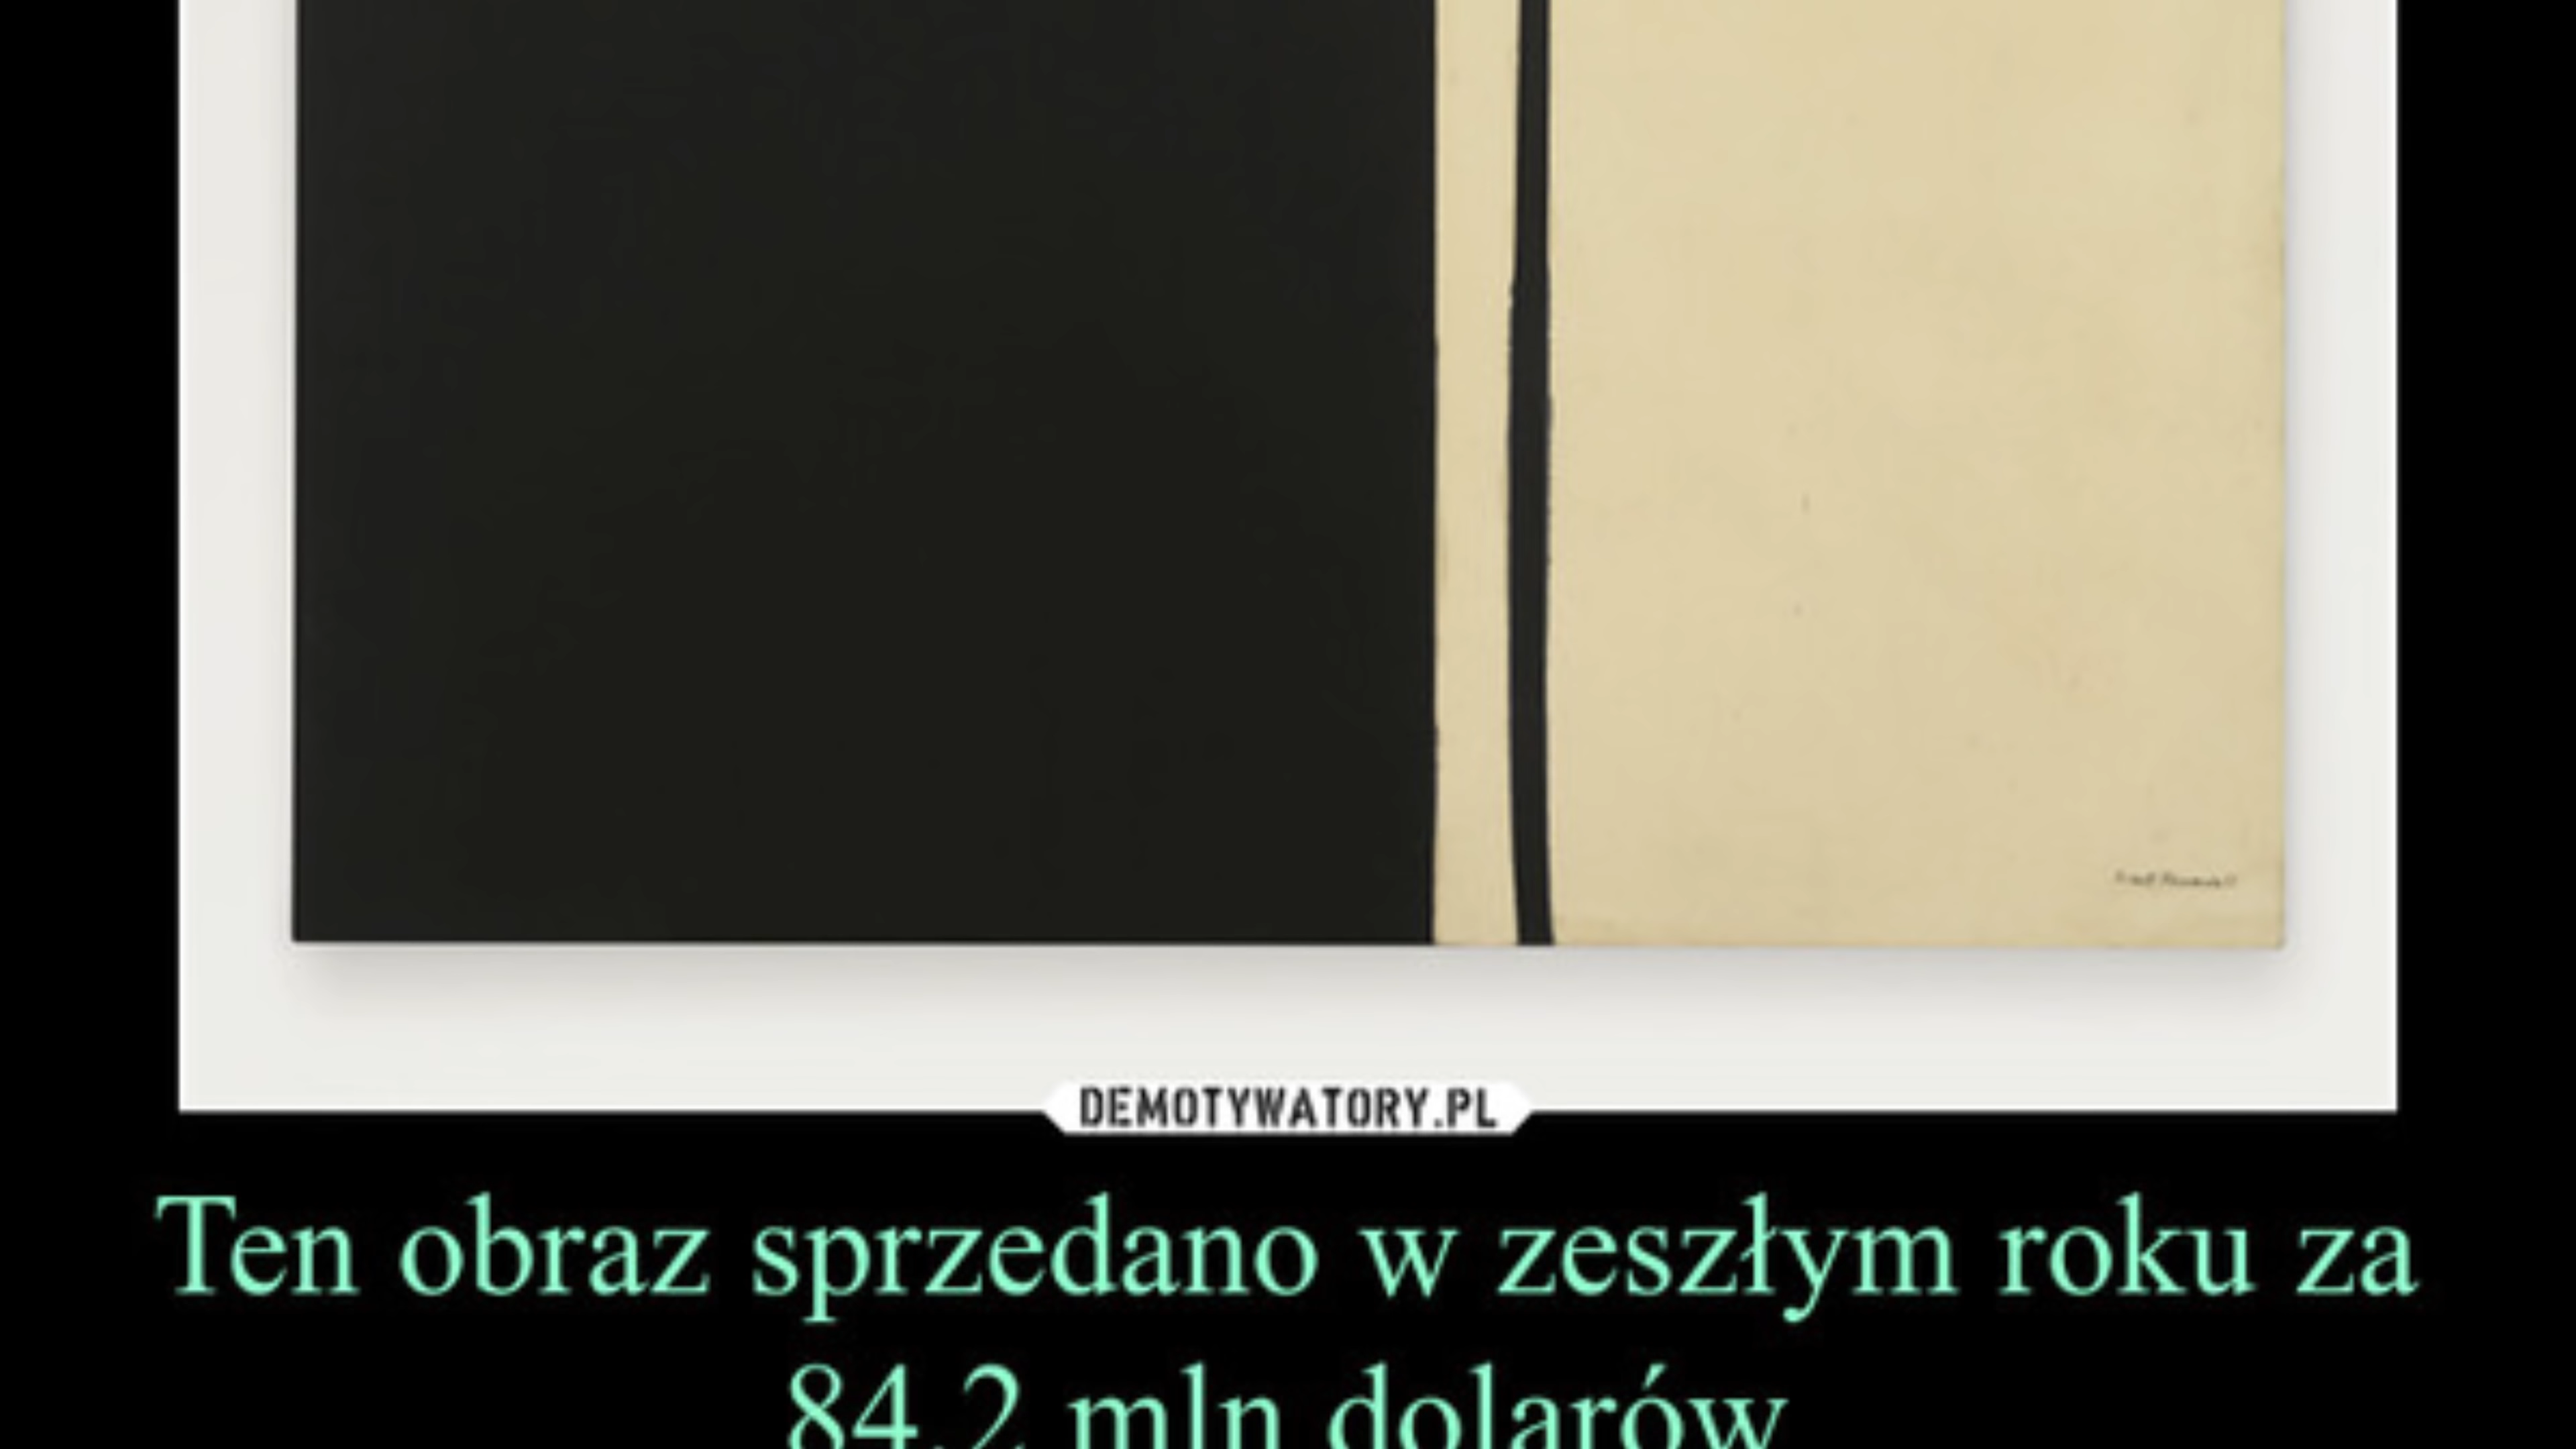 DEMOTYWATORY.PL
Ten obraz sprzedano w zeszłym roku za
84,2 mln dolarów